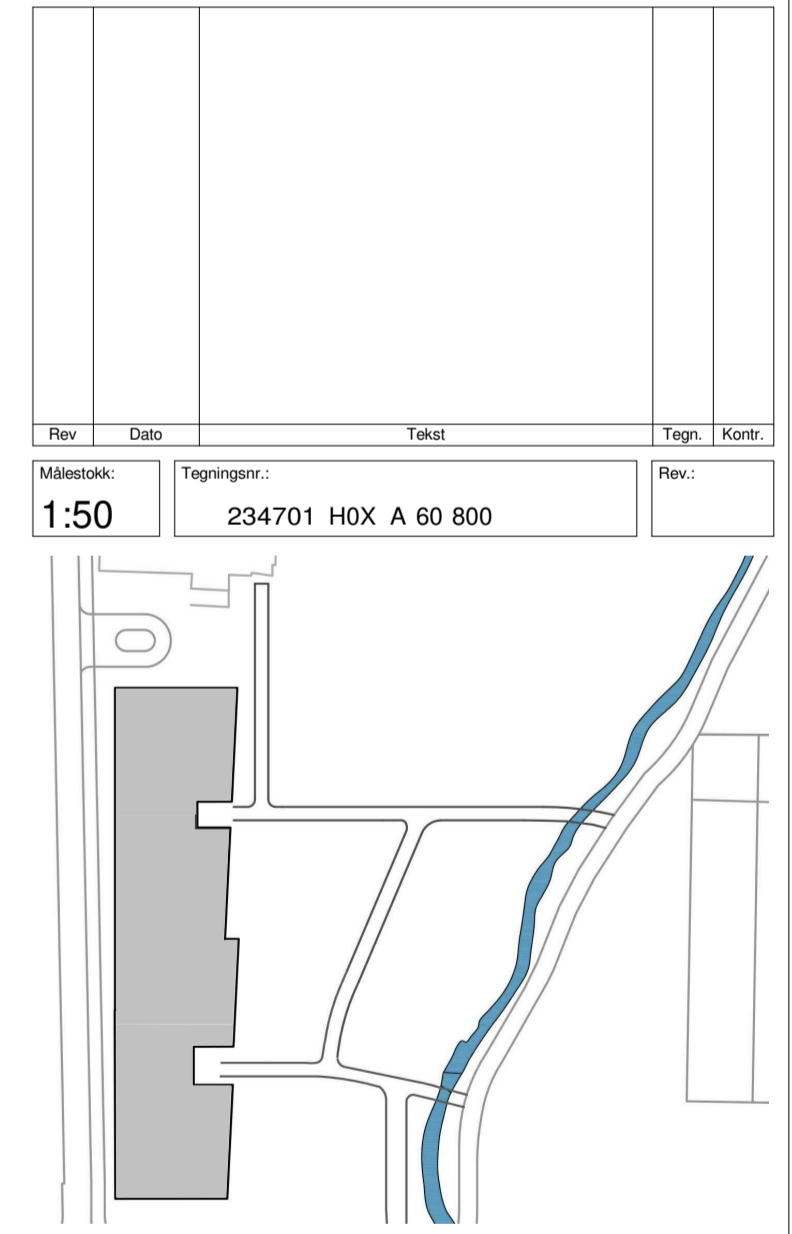 Rev Dato Tekst Tegn. Kontr.
Målestokk: Tegningsnr.: Rev.:
1:50 234701 H0X A 60 800